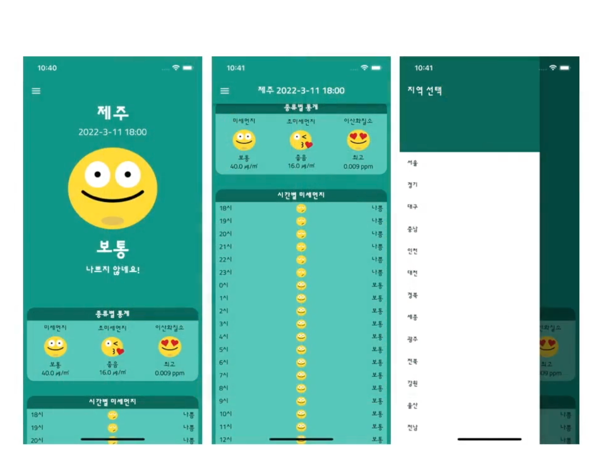 10:40
제주
2022-3-11 18:00
보통
나쁘지 않네요!
종류별 통계
미세먼지 초미세먼지 이산화질소
보통 좋음 최고
40.0 ㎍/㎥ 16.0 ㎍/㎥ 0.009 ppm
시간별 미세먼지
18시 나쁨
19시 나쁨
20시 나쁨
10:41
제주 2022-3-11 18:00
종류별 통계
미세먼지 초미세먼지 이산화질소
보통 좋음 최고
40.0 ㎍/㎥ 16.0 ㎍/㎥ 0.009 ppm
시간별 미세먼지
18시 나쁨
19시 나쁨
20시 나쁨
21시 나쁨
22시 나쁨
23시 나쁨
0시 보통
1시 보통
2시 보통
3시 보통
4시 보통
5시 보통
6시 보통
7시 보통
8시 보통
9시 보통
10시 보통
11시 보통
12시 보통
10:41
지역 선택
서울
경기
대구
충남
인천
대전
경북
세종
광주
전북
강원
울산
전남
이산화질소
최고
0.009 ppm
나쁨
나쁨
나쁨